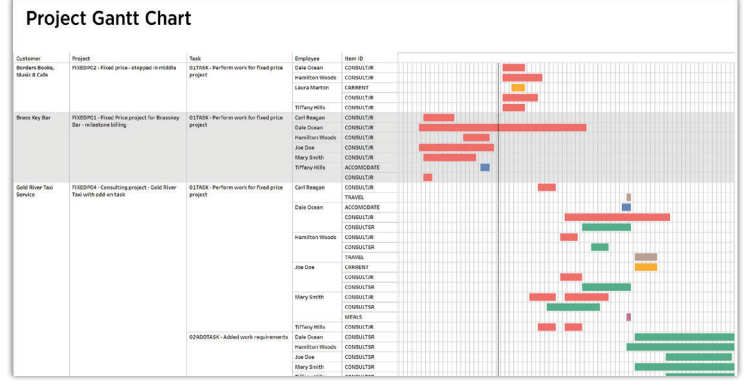 Project Gantt Chart
Customer Project Task Employee Item ID
Borders Books, FIXEDP02 - Fixed price - stopped in middle 01TASK - Perform work for fixed price Dale Ocean CONSULTJR
Music & Cafe project Hamilton Woods CONSULTJR
Laura Marton CARRENT
CONSULTJR
Tiffany Hills CONSULTJR
Brass Key Bar FIXEDP01 - Fixed Price project for Brasskey 01TASK - Perform work for fixed price Carl Reagan CONSULTJR
Bar - milestone billing project Dale Ocean CONSULTJR
Hamilton Woods CONSULTJR
Joe Doe CONSULTJR
Mary Smith CONSULTJR
Tiffany Hills ACCOMODATE
CONSULTJR
Gold River Taxi FIXEDP04 - Consulting project - Gold River 01TASK - Perform work for fixed price Carl Reagan CONSULTJR
Service Taxi with add on task project TRAVEL
Dale Ocean ACCOMODATE
CONSULTJR
CONSULTSR
Hamilton Woods CONSULTJR
CONSULTSR
TRAVEL
Joe Doe CARRENT
CONSULTJR
CONSULTSR
Mary Smith CONSULTJR
CONSULTSR
MEALS
Tiffany Hills CONSULTJR
02ADDTASK - Added work requirements Dale Ocean CONSULTSR
Hamilton Woods CONSULTSR
Joe Doe CONSULTSR
Mary Smith CONSULTSR